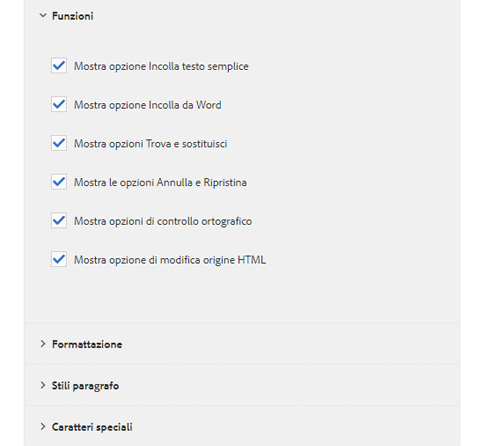 Funzioni
Mostra opzione Incolla testo semplice
Mostra opzione Incolla da Word
Mostra opzioni Trova e sostituisci
Mostra le opzioni Annulla e Ripristina
Mostra opzioni di controllo ortografico
Mostra opzione di modifica origine HTML
Formattazione
Stili paragrafo
Caratteri speciali